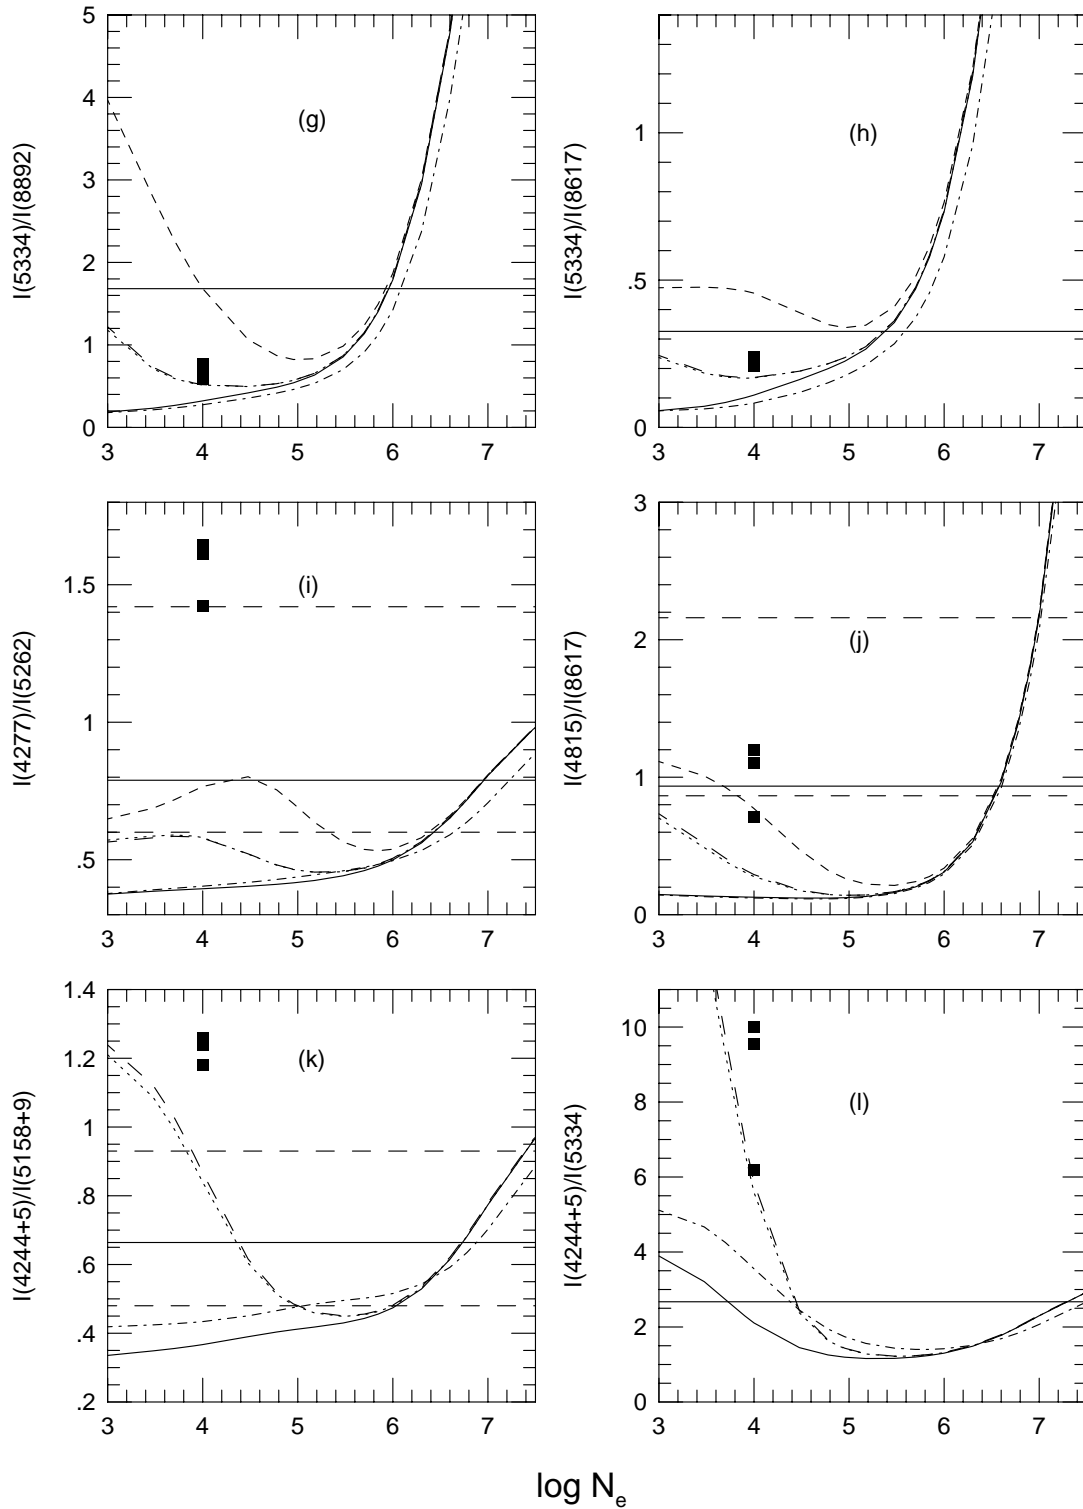 5
4
3
2
1
0
I(5334)/I(8892)
(g)
3 4 5 6 7
1
.5
0
I(5334)/I(8617)
(h)
3 4 5 6 7
1.5
1
.5
I(4277)/I(5262)
(i)
3 4 5 6 7
3
2
1
0
I(4815)/I(8617)
(j)
3 4 5 6 7
1.4
1.2
1
.8
.6
.4
.2
I(4244+5)/I(5158+9)
(k)
3 4 5 6 7
10
8
6
4
2
0
I(4244+5)/I(5334)
(l)
3 4 5 6 7
log Nₑ